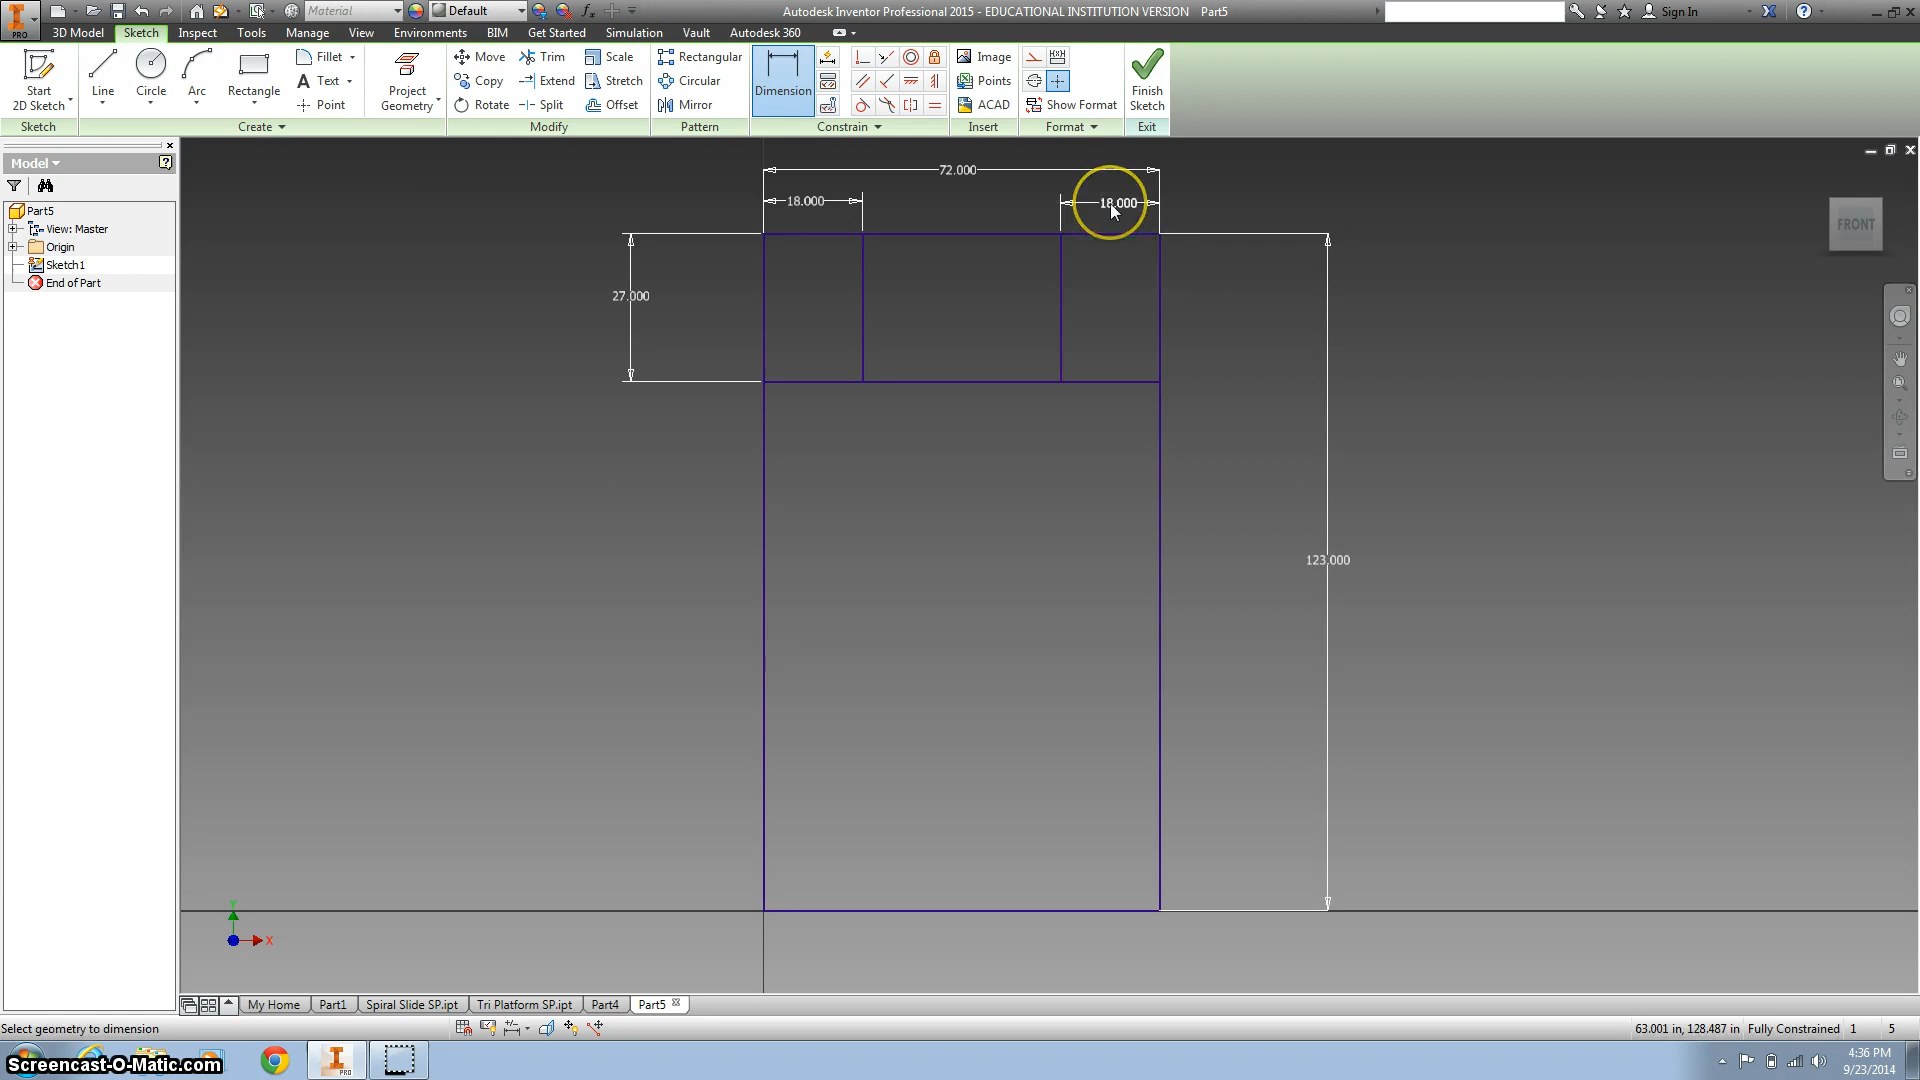 Material
Default
Autodesk Inventor Professional 2015 - EDUCATIONAL INSTITUTION VERSION Part5
Sign In
PRO
3D Model Sketch Inspect Tools Manage View Environments BIM Get Started Simulation Vault Autodesk 360
Start
2D Sketch
Line
Circle
Arc
Rectangle
Fillet
Text
Point
Project
Geometry
Move
Copy
Rotate
Trim
Extend
Split
Scale
Stretch
Offset
Rectangular
Circular
Mirror
Dimension
Image
Points
ACAD
Show Format
Finish
Sketch
Sketch Create Modify Pattern Constrain Insert Format Exit
Model
Part5
View: Master
Origin
Sketch1
End of Part
72.000
18.000
18.000
27.000
123.000
FRONT
Y
X
My Home Part1 Spiral Slide SP.ipt Tri Platform SP.ipt Part4 Part5
Select geometry to dimension
63.001 in, 128.487 in Fully Constrained 1 5
Screencast-O-Matic.com
PRO
4:36 PM
9/23/2014